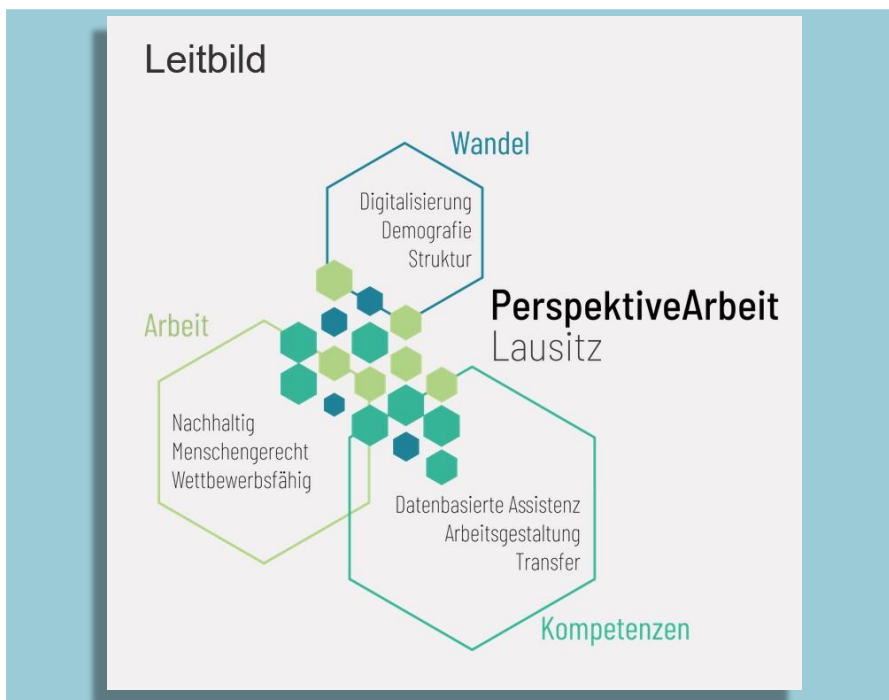 Leitbild
Wandel
Digitalisierung
Demografie
Struktur
PerspektiveArbeit
Lausitz
Arbeit
Nachhaltig
Menschengerecht
Wettbewerbsfähig
Datenbasierte Assistenz
Arbeitsgestaltung
Transfer
Kompetenzen